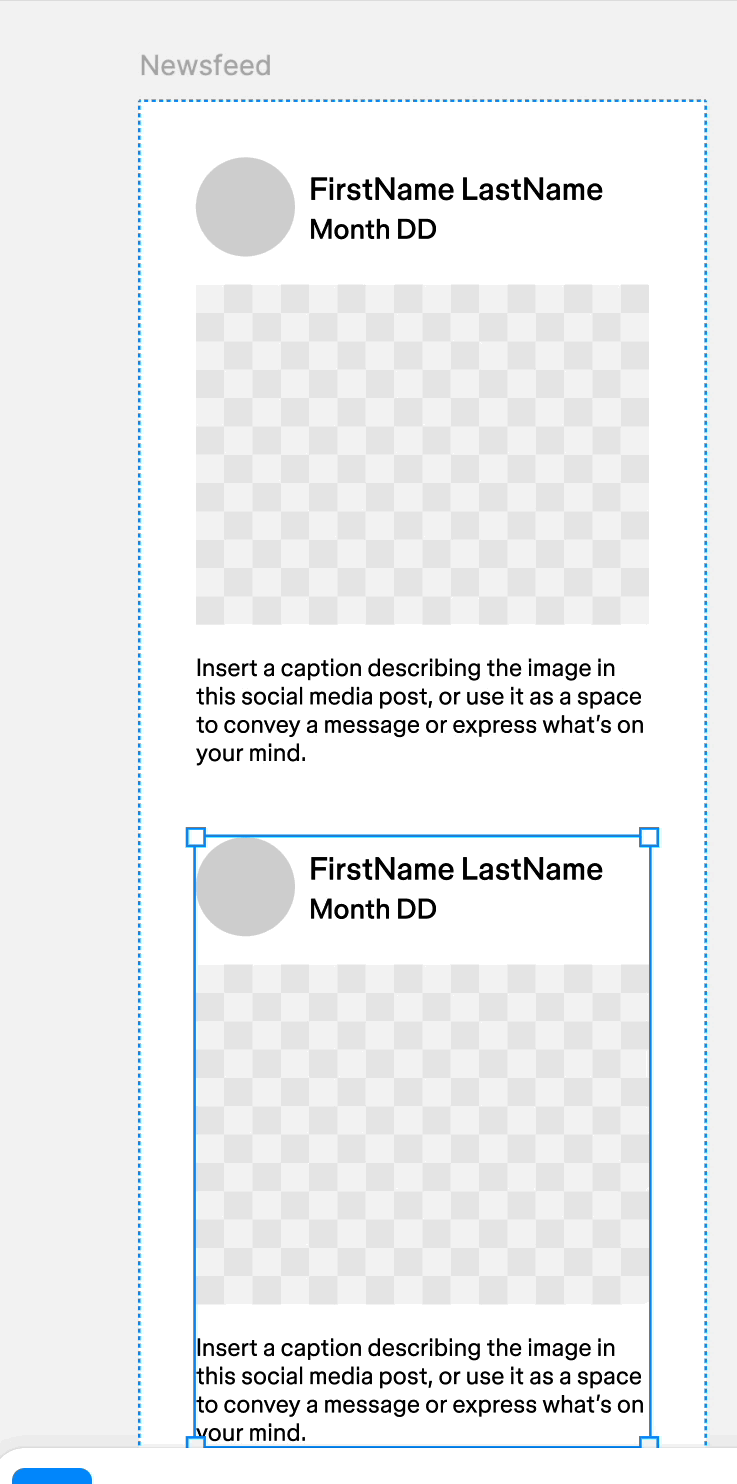 Newsfeed
FirstName LastName
Month DD
Insert a caption describing the image in
this social media post, or use it as a space
to convey a message or express what’s on
your mind.
FirstName LastName
Month DD
Insert a caption describing the image in
this social media post, or use it as a space
to convey a message or express what’s on
your mind.